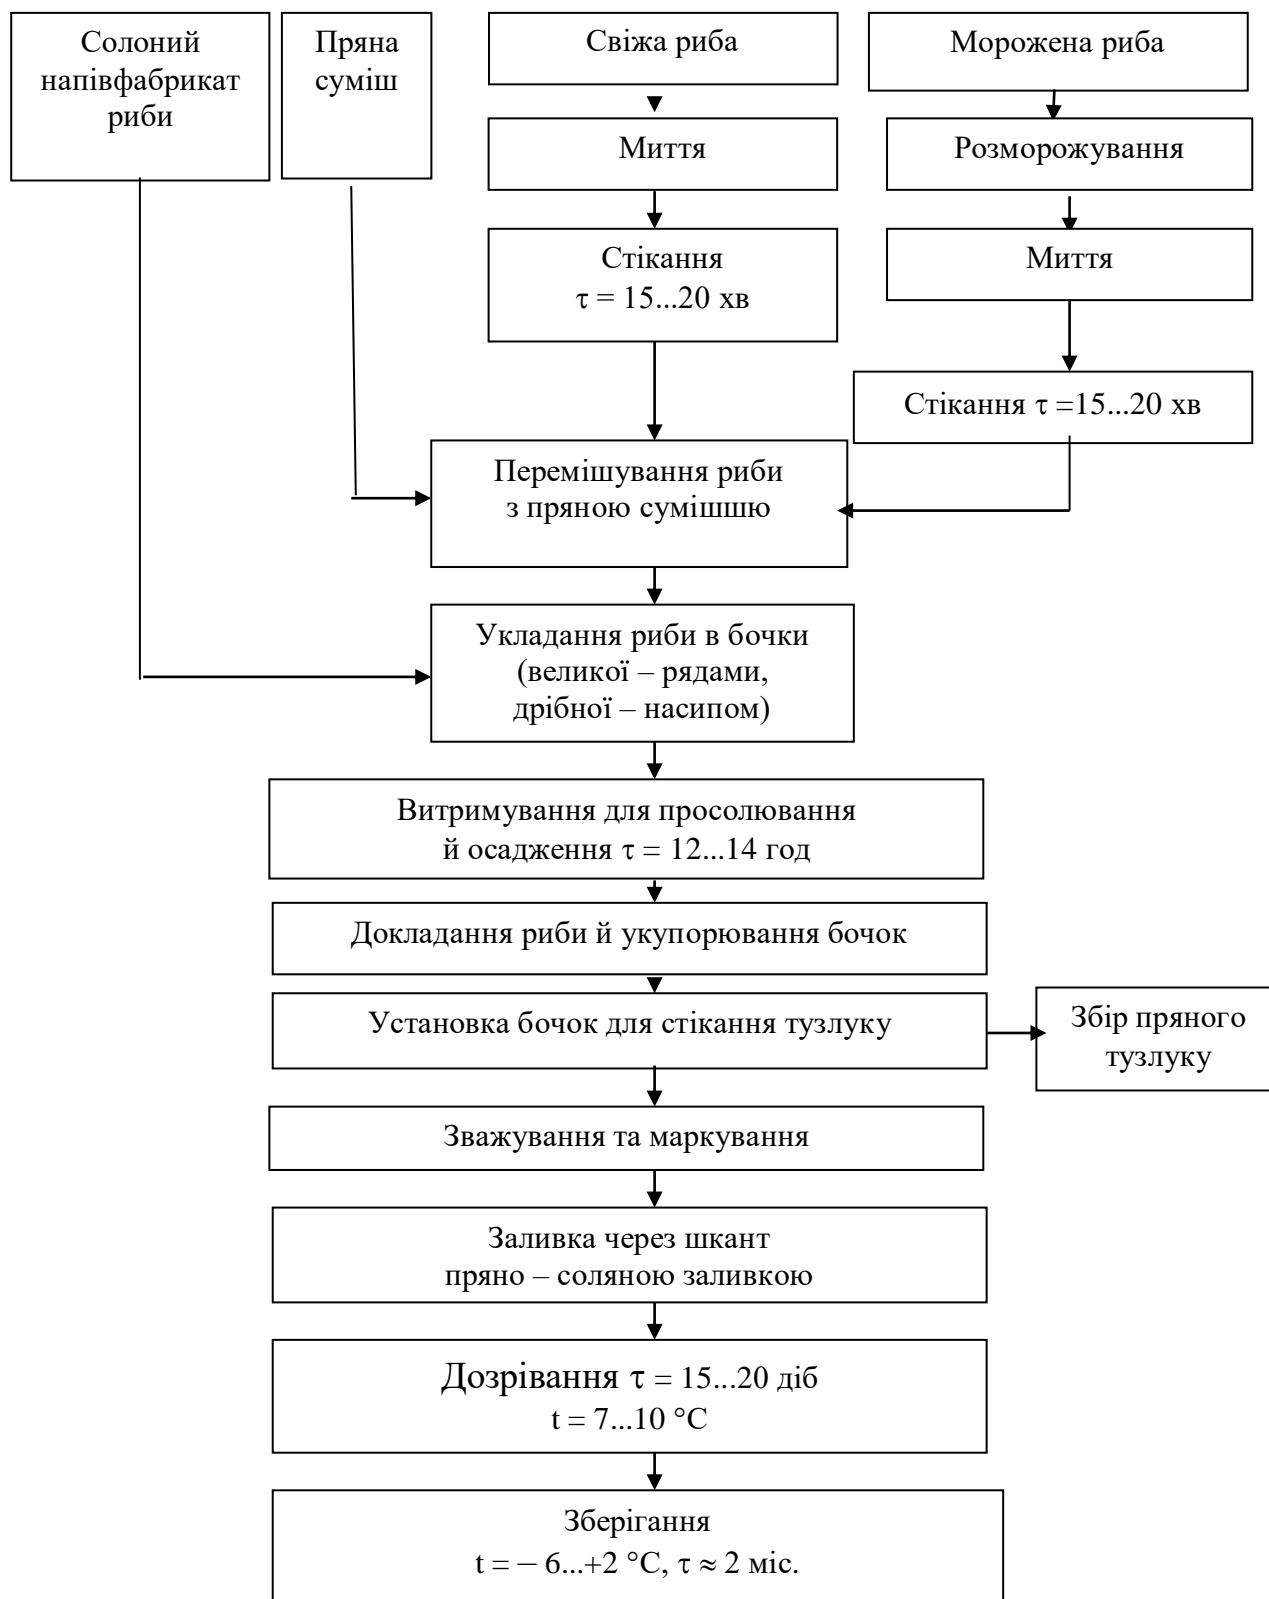 Солоний
напівфабрикат
риби
Пряна
суміш
Свіжа риба
Морожена риба
Миття
Розморожування
Стікання
τ = 15...20 хв
Миття
Стікання τ =15...20 хв
Перемішування риби
з пряною сумішшю
Укладання риби в бочки
(великої – рядами,
дрібної – насипом)
Витримування для просолювання
й осадження τ = 12...14 год
Докладання риби й укупорювання бочок
Установка бочок для стікання тузлуку
Збір пряного
тузлуку
Зважування та маркування
Заливка через шкант
пряно – соляною заливкою
Дозрівання τ = 15...20 діб
t = 7...10 °С
Зберігання
t = – 6...+2 °С, τ ≈ 2 міс.